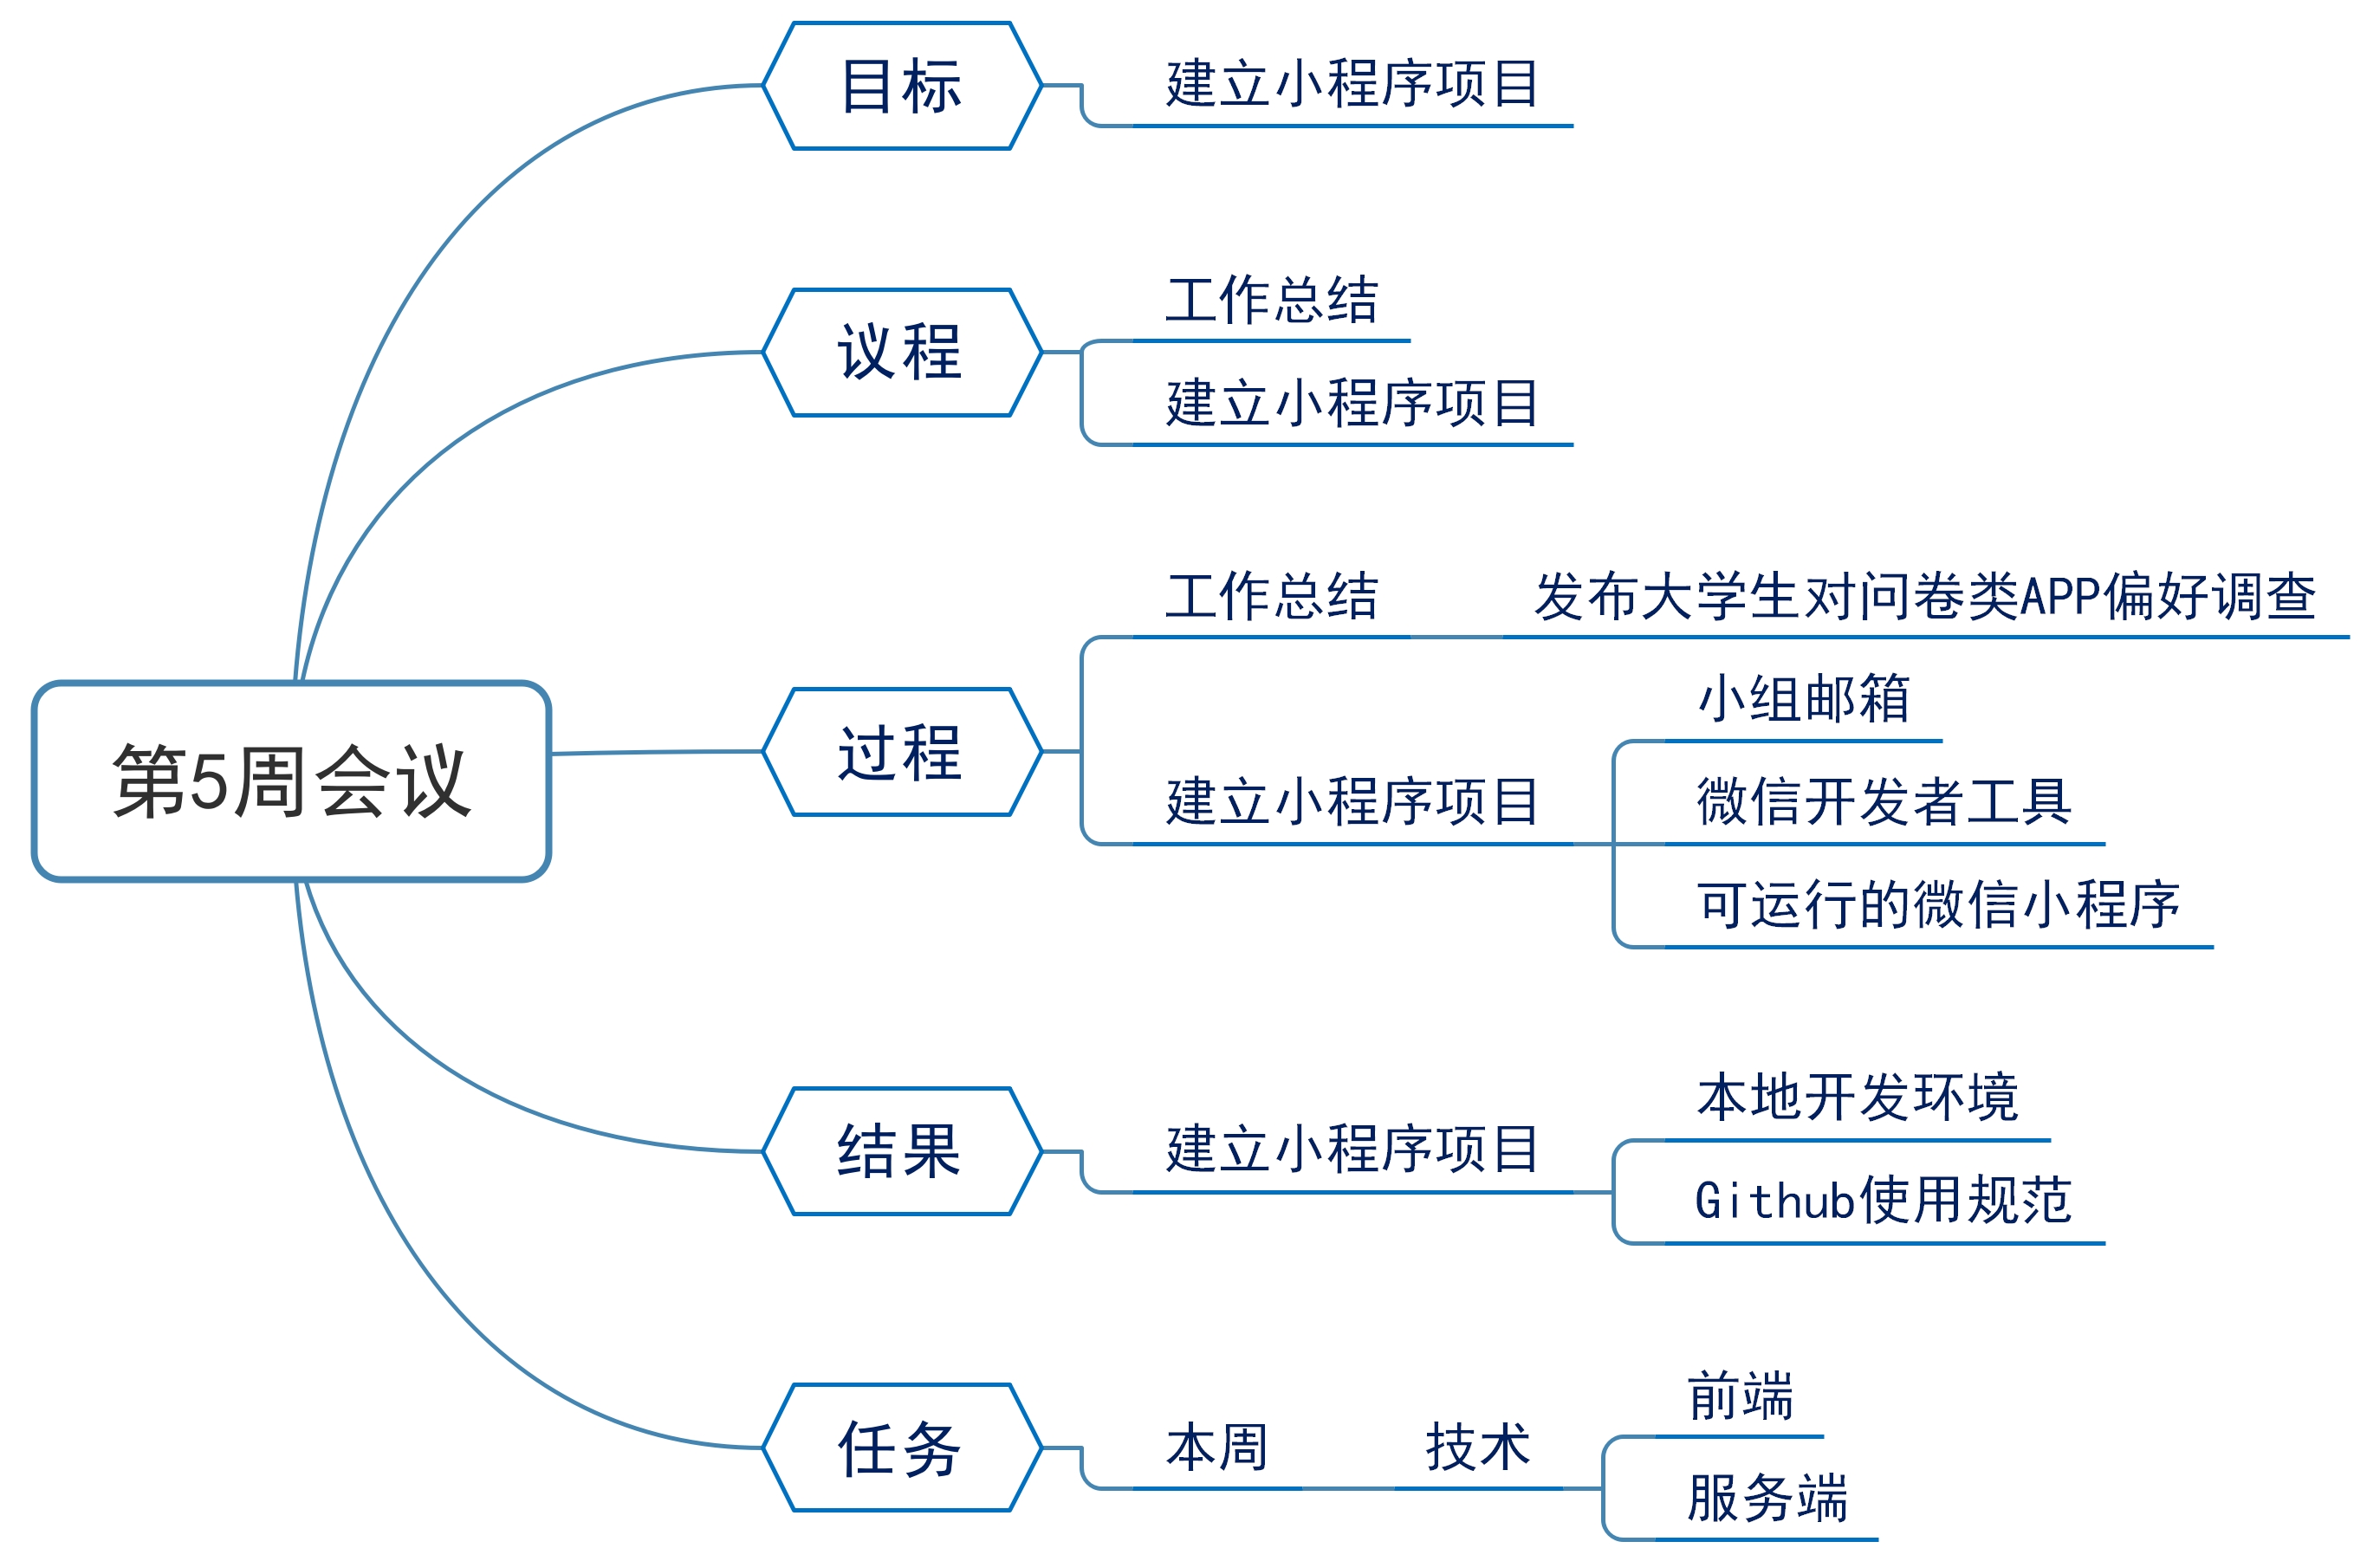 目标
建立小程序项目
议程
工作总结
建立小程序项目
第5周会议
过程
工作总结
发布大学生对问答类APP偏好调查
建立小程序项目
小组邮箱
微信开发者工具
可运行的微信小程序
结果
建立小程序项目
本地开发环境
Github使用规范
任务
本周
技术
前端
服务端